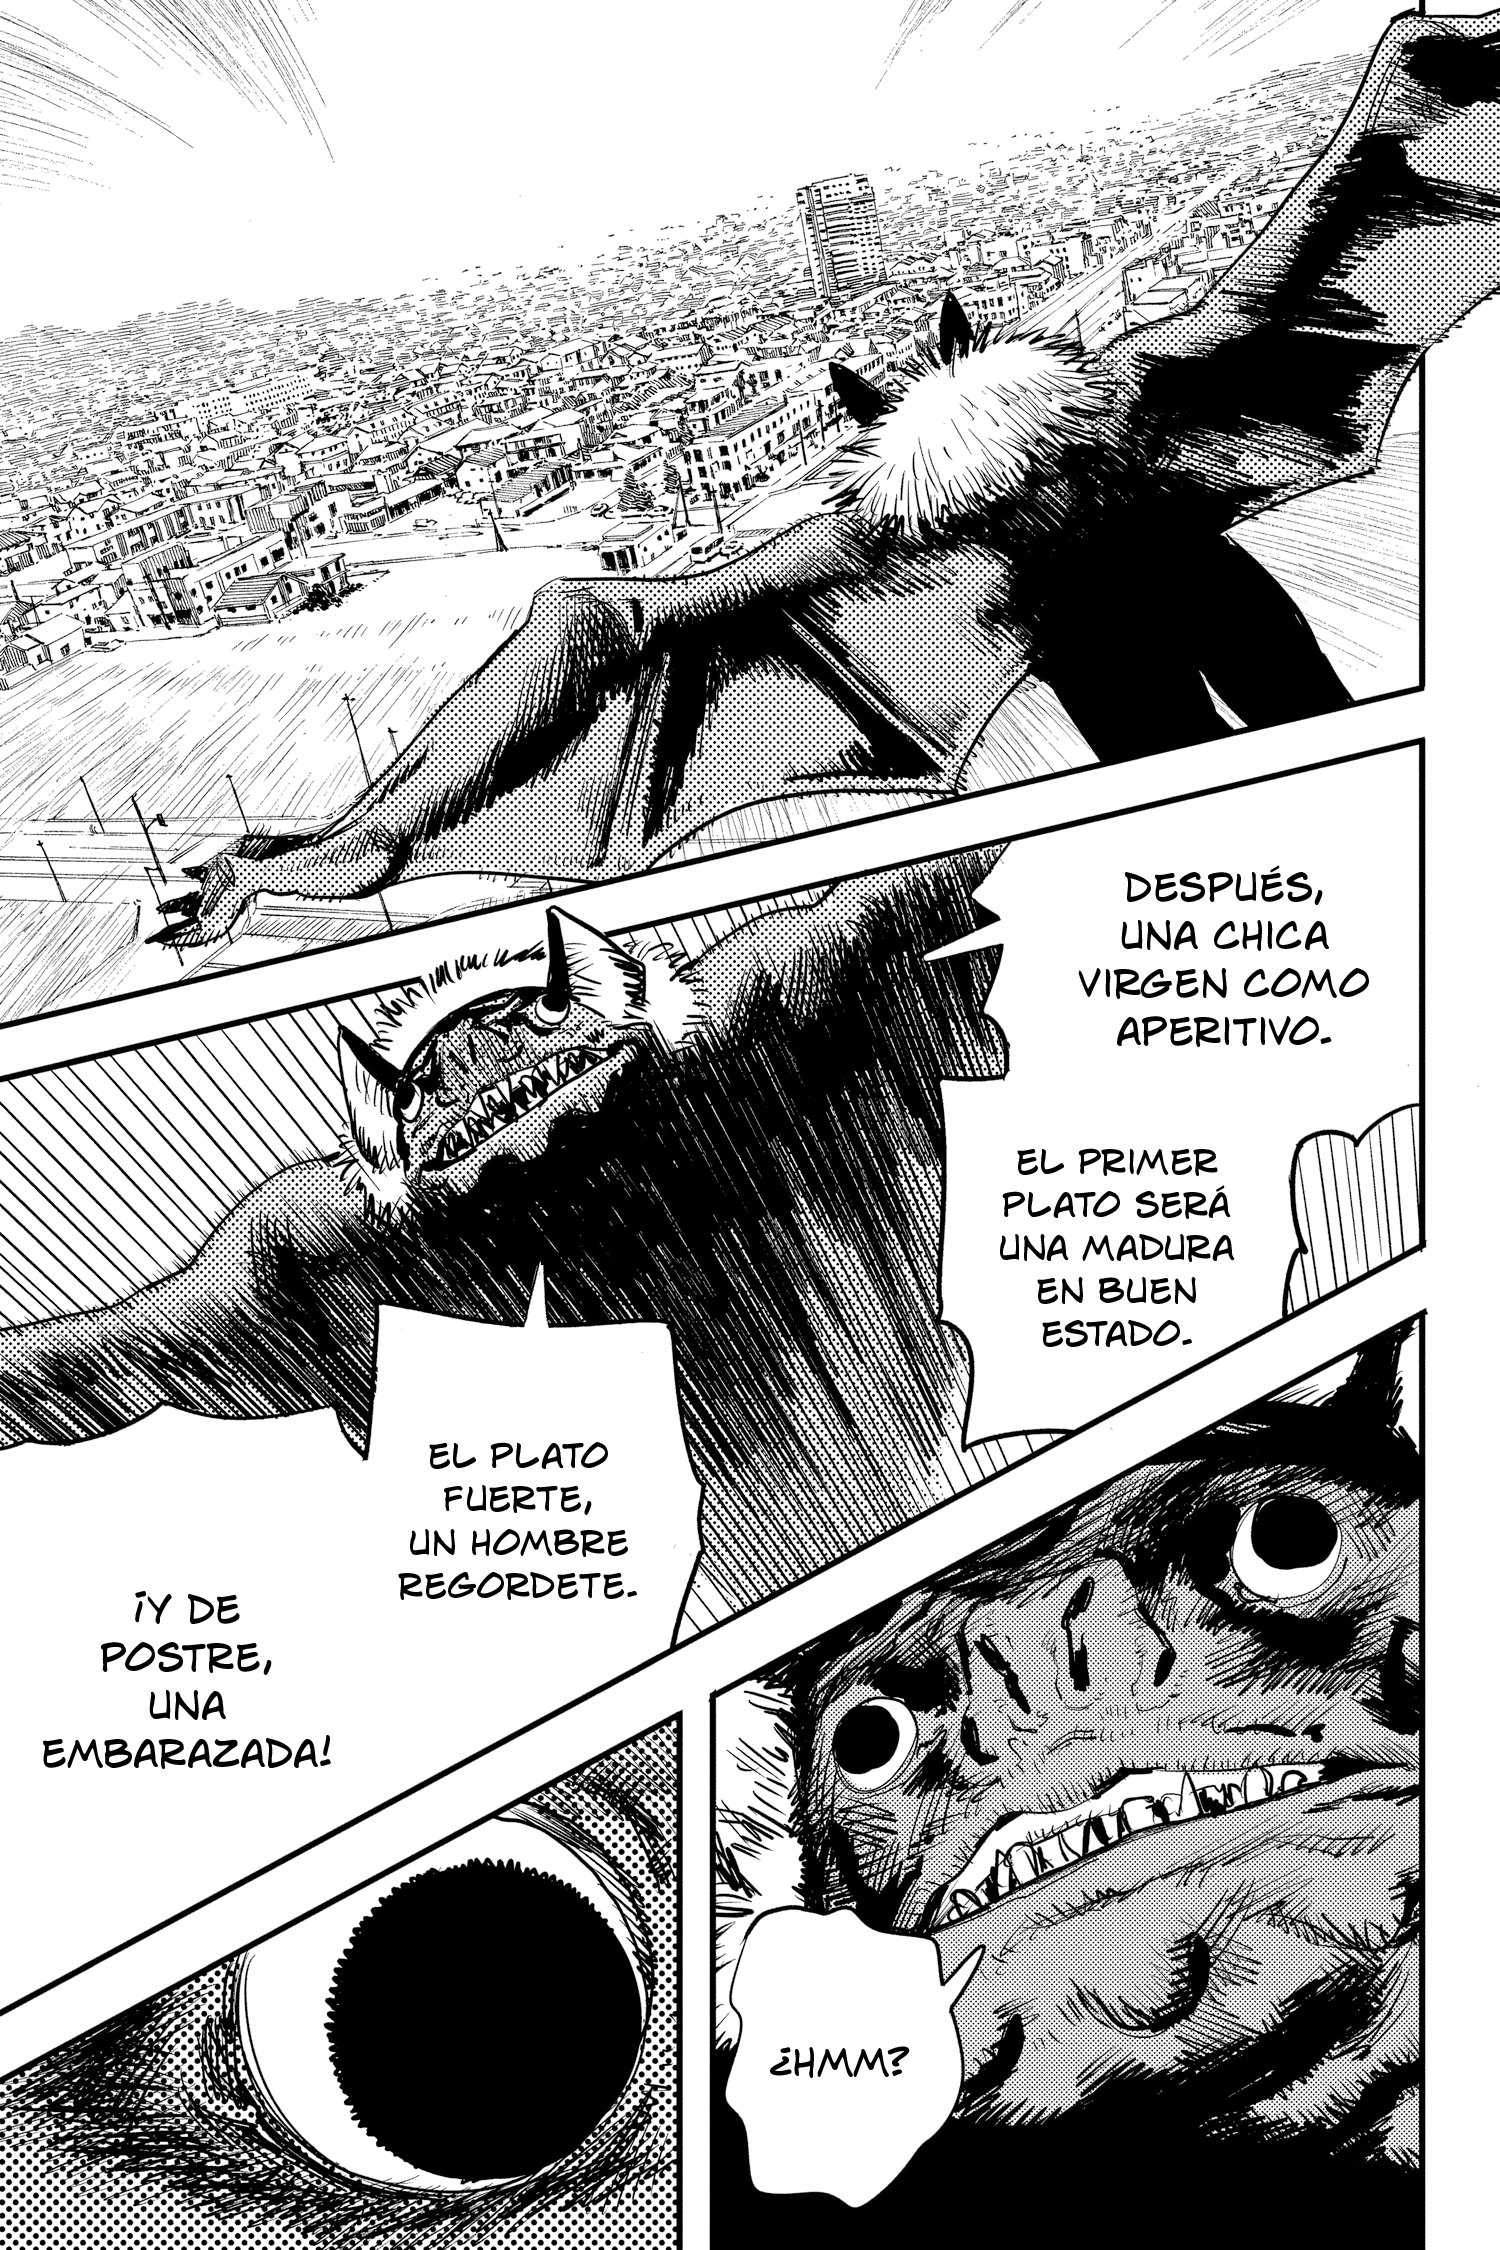 DESPUÉS,
UNA CHICA
VIRGEN COMO
APERITIVO.
EL PRIMER
PLATO SERÁ
UNA MADURA
EN BUEN
ESTADO.
EL PLATO
FUERTE,
UN HOMBRE
REGORDETE.
¡Y DE
POSTRE,
UNA
EMBARAZADA!
¿HMM?